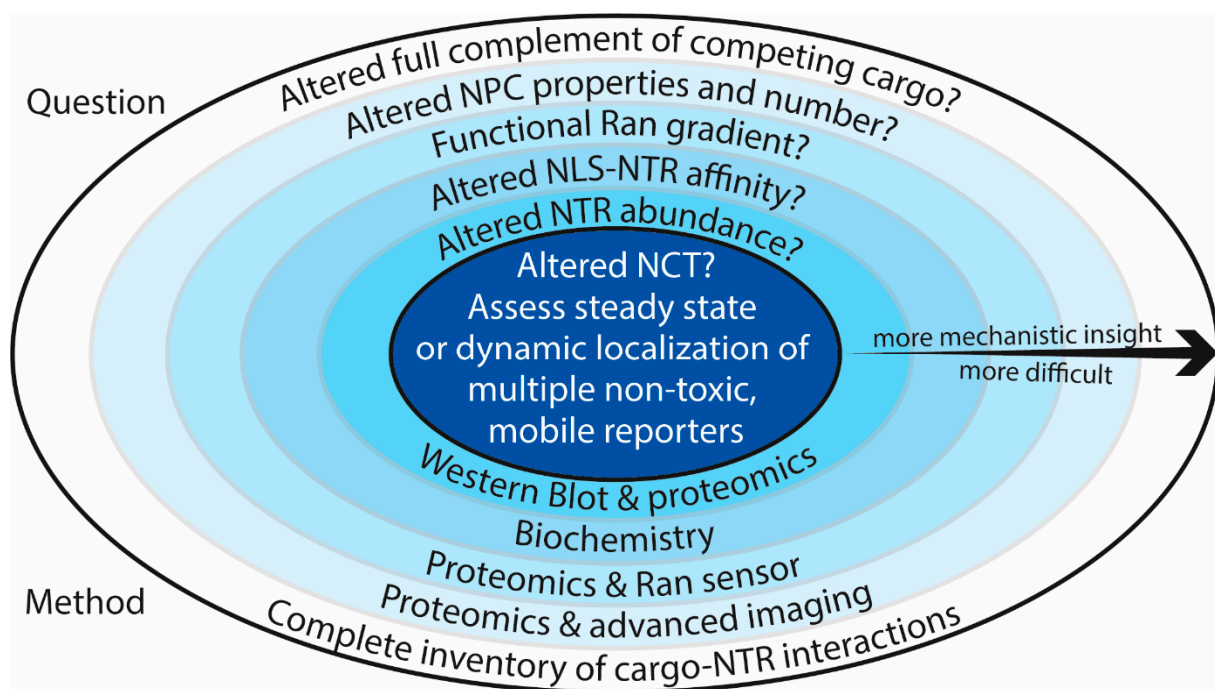 Question
Altered full complement of competing cargo?
Altered NPC properties and number?
Functional Ran gradient?
Altered NLS-NTR affinity?
Altered NTR abundance?
Altered NCT?
Assess steady state
or dynamic localization of
multiple non-toxic,
mobile reporters
more mechanistic insight
more difficult
Western Blot & proteomics
Biochemistry
Proteomics & Ran sensor
Proteomics & advanced imaging
Complete inventory of cargo-NTR interactions
Method